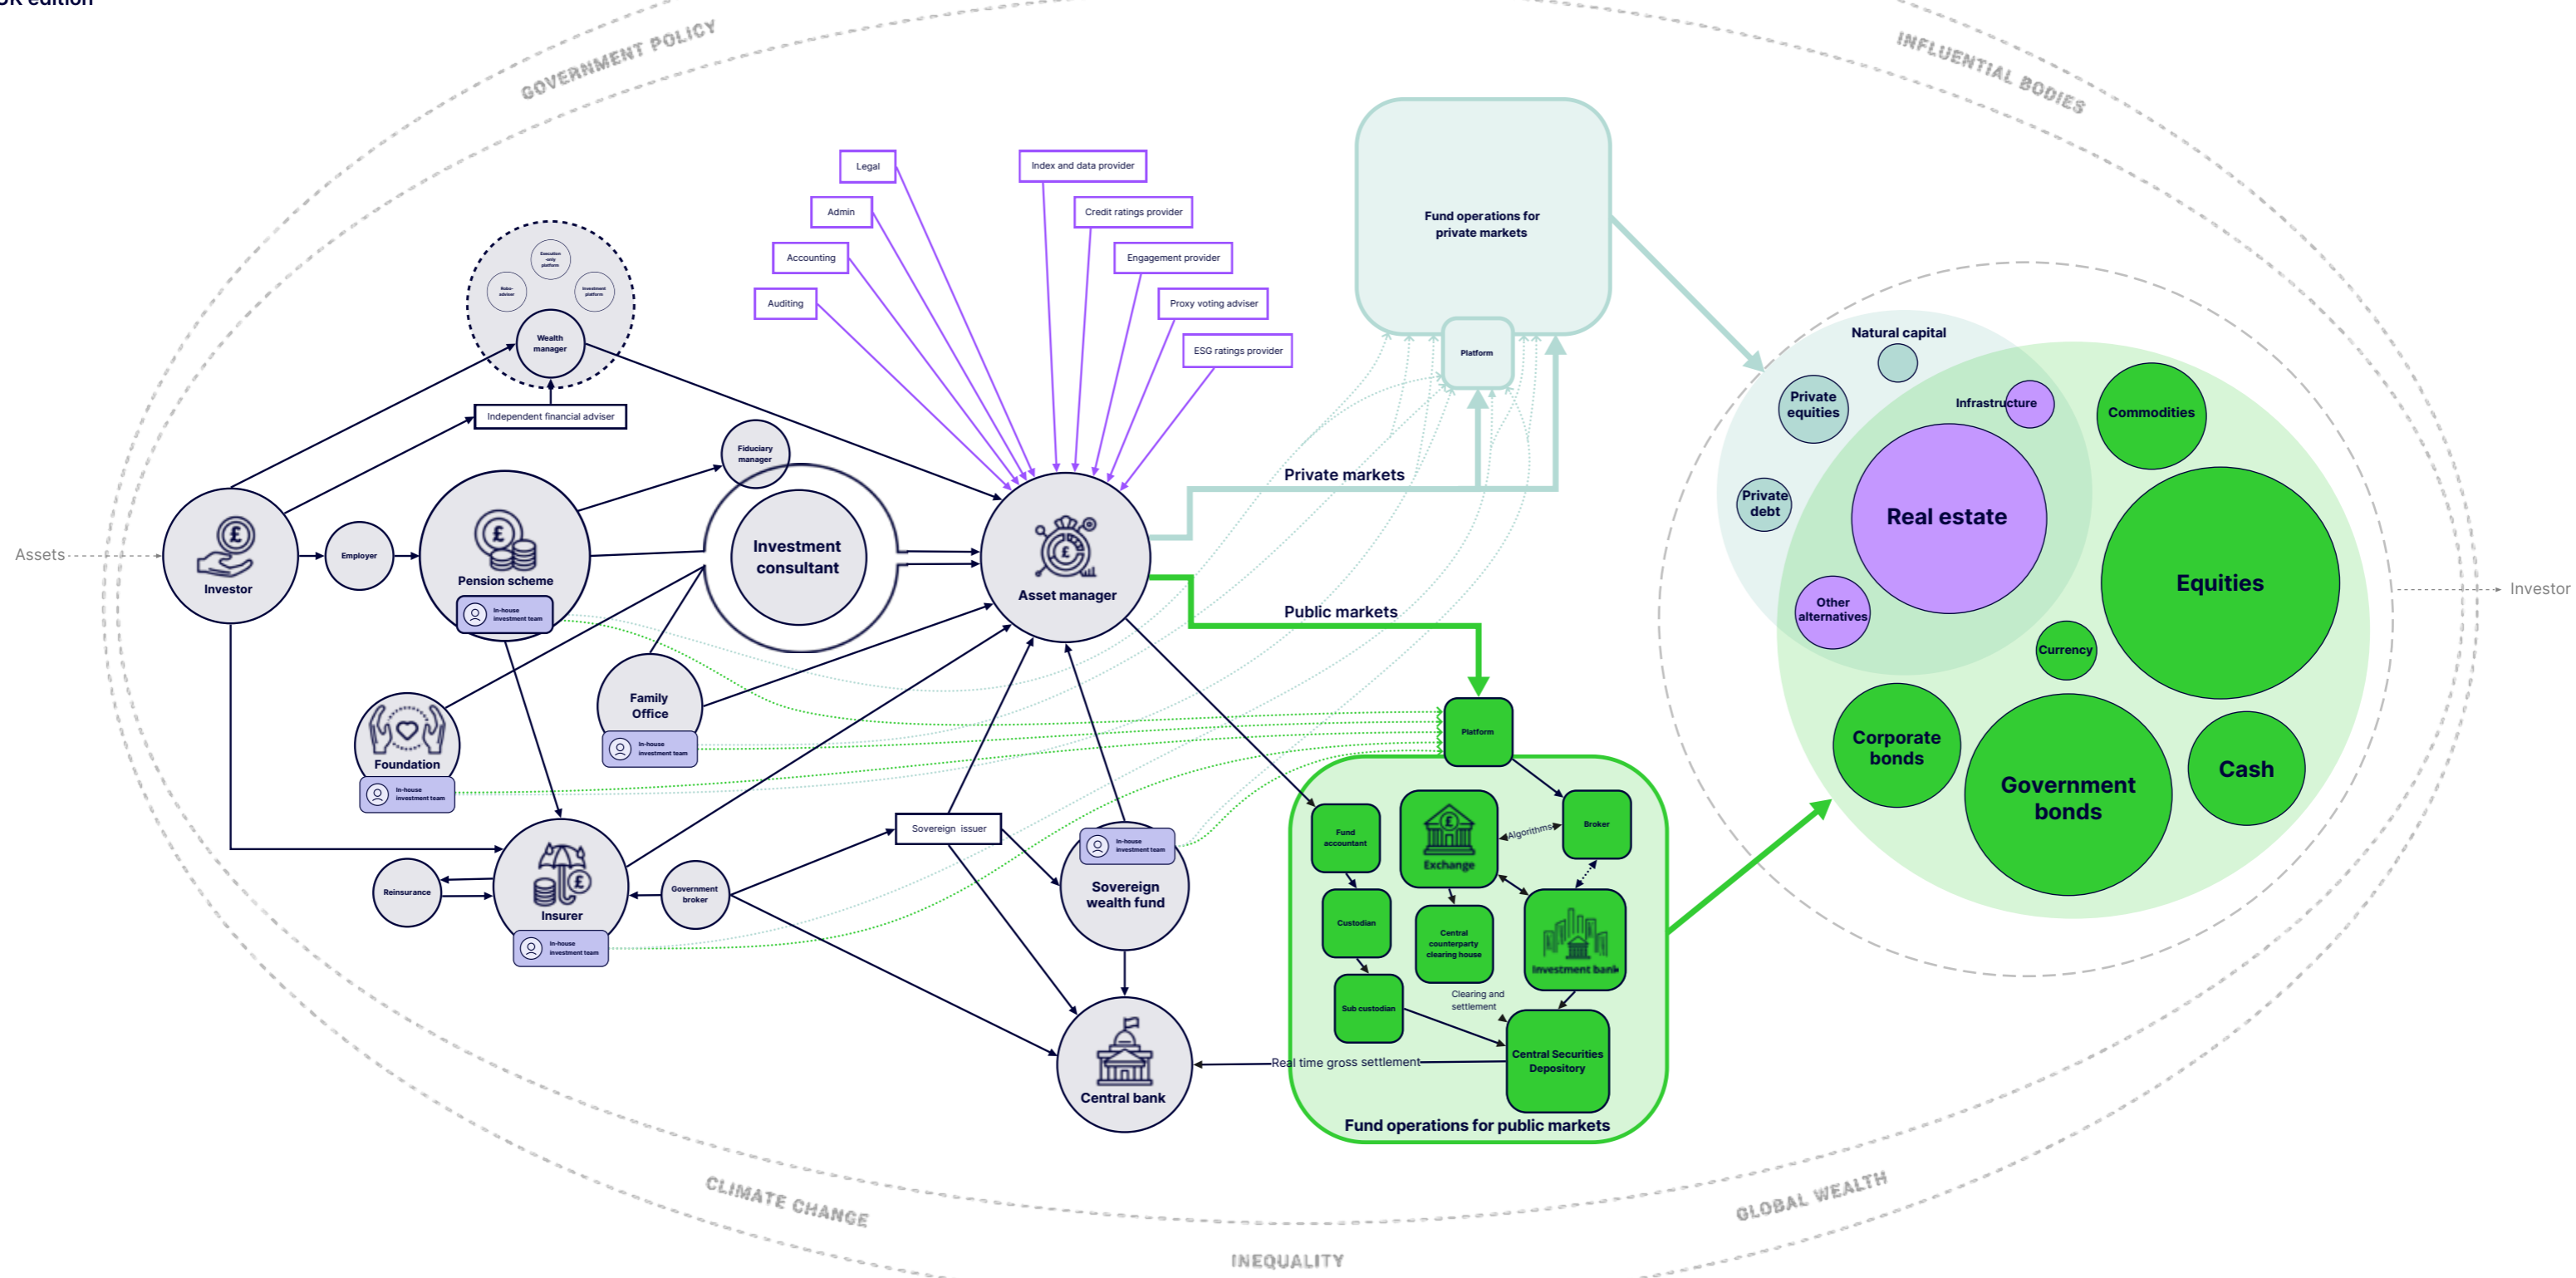 UK edition
GOVERNMENT POLICY
INFLUENTIAL BODIES
Legal
Index and data provider
Admin
Credit ratings provider
Accounting
Engagement provider
Auditing
Proxy voting adviser
ESG ratings provider
Fund operations for
private markets
Platform
Execution
-only
platform
Robo-
adviser
Investment
platform
Wealth
manager
Independent financial adviser
Fiduciary
manager
Assets
Investor
Employer
Pension scheme
In-house
investment team
Investment
consultant
Asset manager
Private markets
Public markets
Foundation
In-house
investment team
Family
Office
In-house
investment team
Reinsurance
Insurer
In-house
investment team
Government
broker
Sovereign issuer
In-house
investment team
Sovereign
wealth fund
Central bank
Platform
Fund
accountant
Exchange
Algorithms
Broker
Custodian
Central
counterparty
clearing house
Investment bank
Sub custodian
Clearing and
settlement
Central Securities
Depository
Real time gross settlement
Fund operations for public markets
Natural capital
Private
equities
Infrastructure
Commodities
Private
debt
Real estate
Equities
Other
alternatives
Currency
Corporate
bonds
Government
bonds
Cash
Investor
CLIMATE CHANGE
GLOBAL WEALTH
INEQUALITY